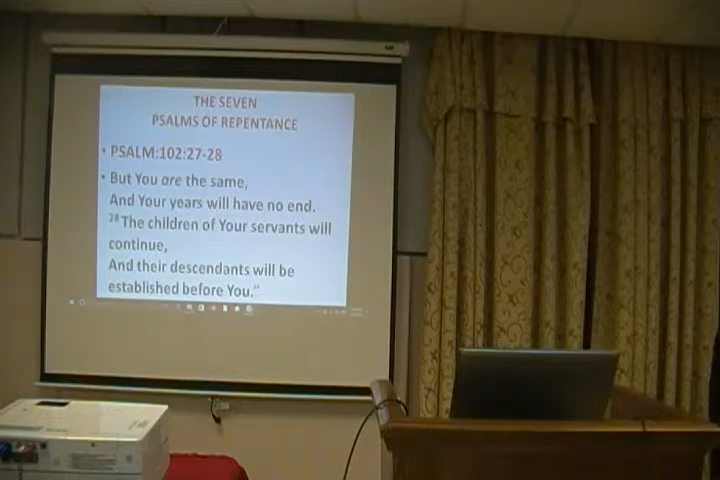 THE SEVEN
PSALMS OF REPENTANCE
• PSALM:102:27-28
• But You are the same,
And Your years will have no end.
28 The children of Your servants will
continue,
And their descendants will be
established before You."